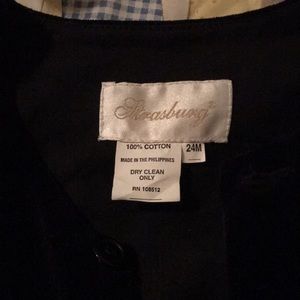 Strasburg
100% COTTON
24M
MADE IN THE PHILIPPINES
DRY CLEAN
ONLY
RN 108512